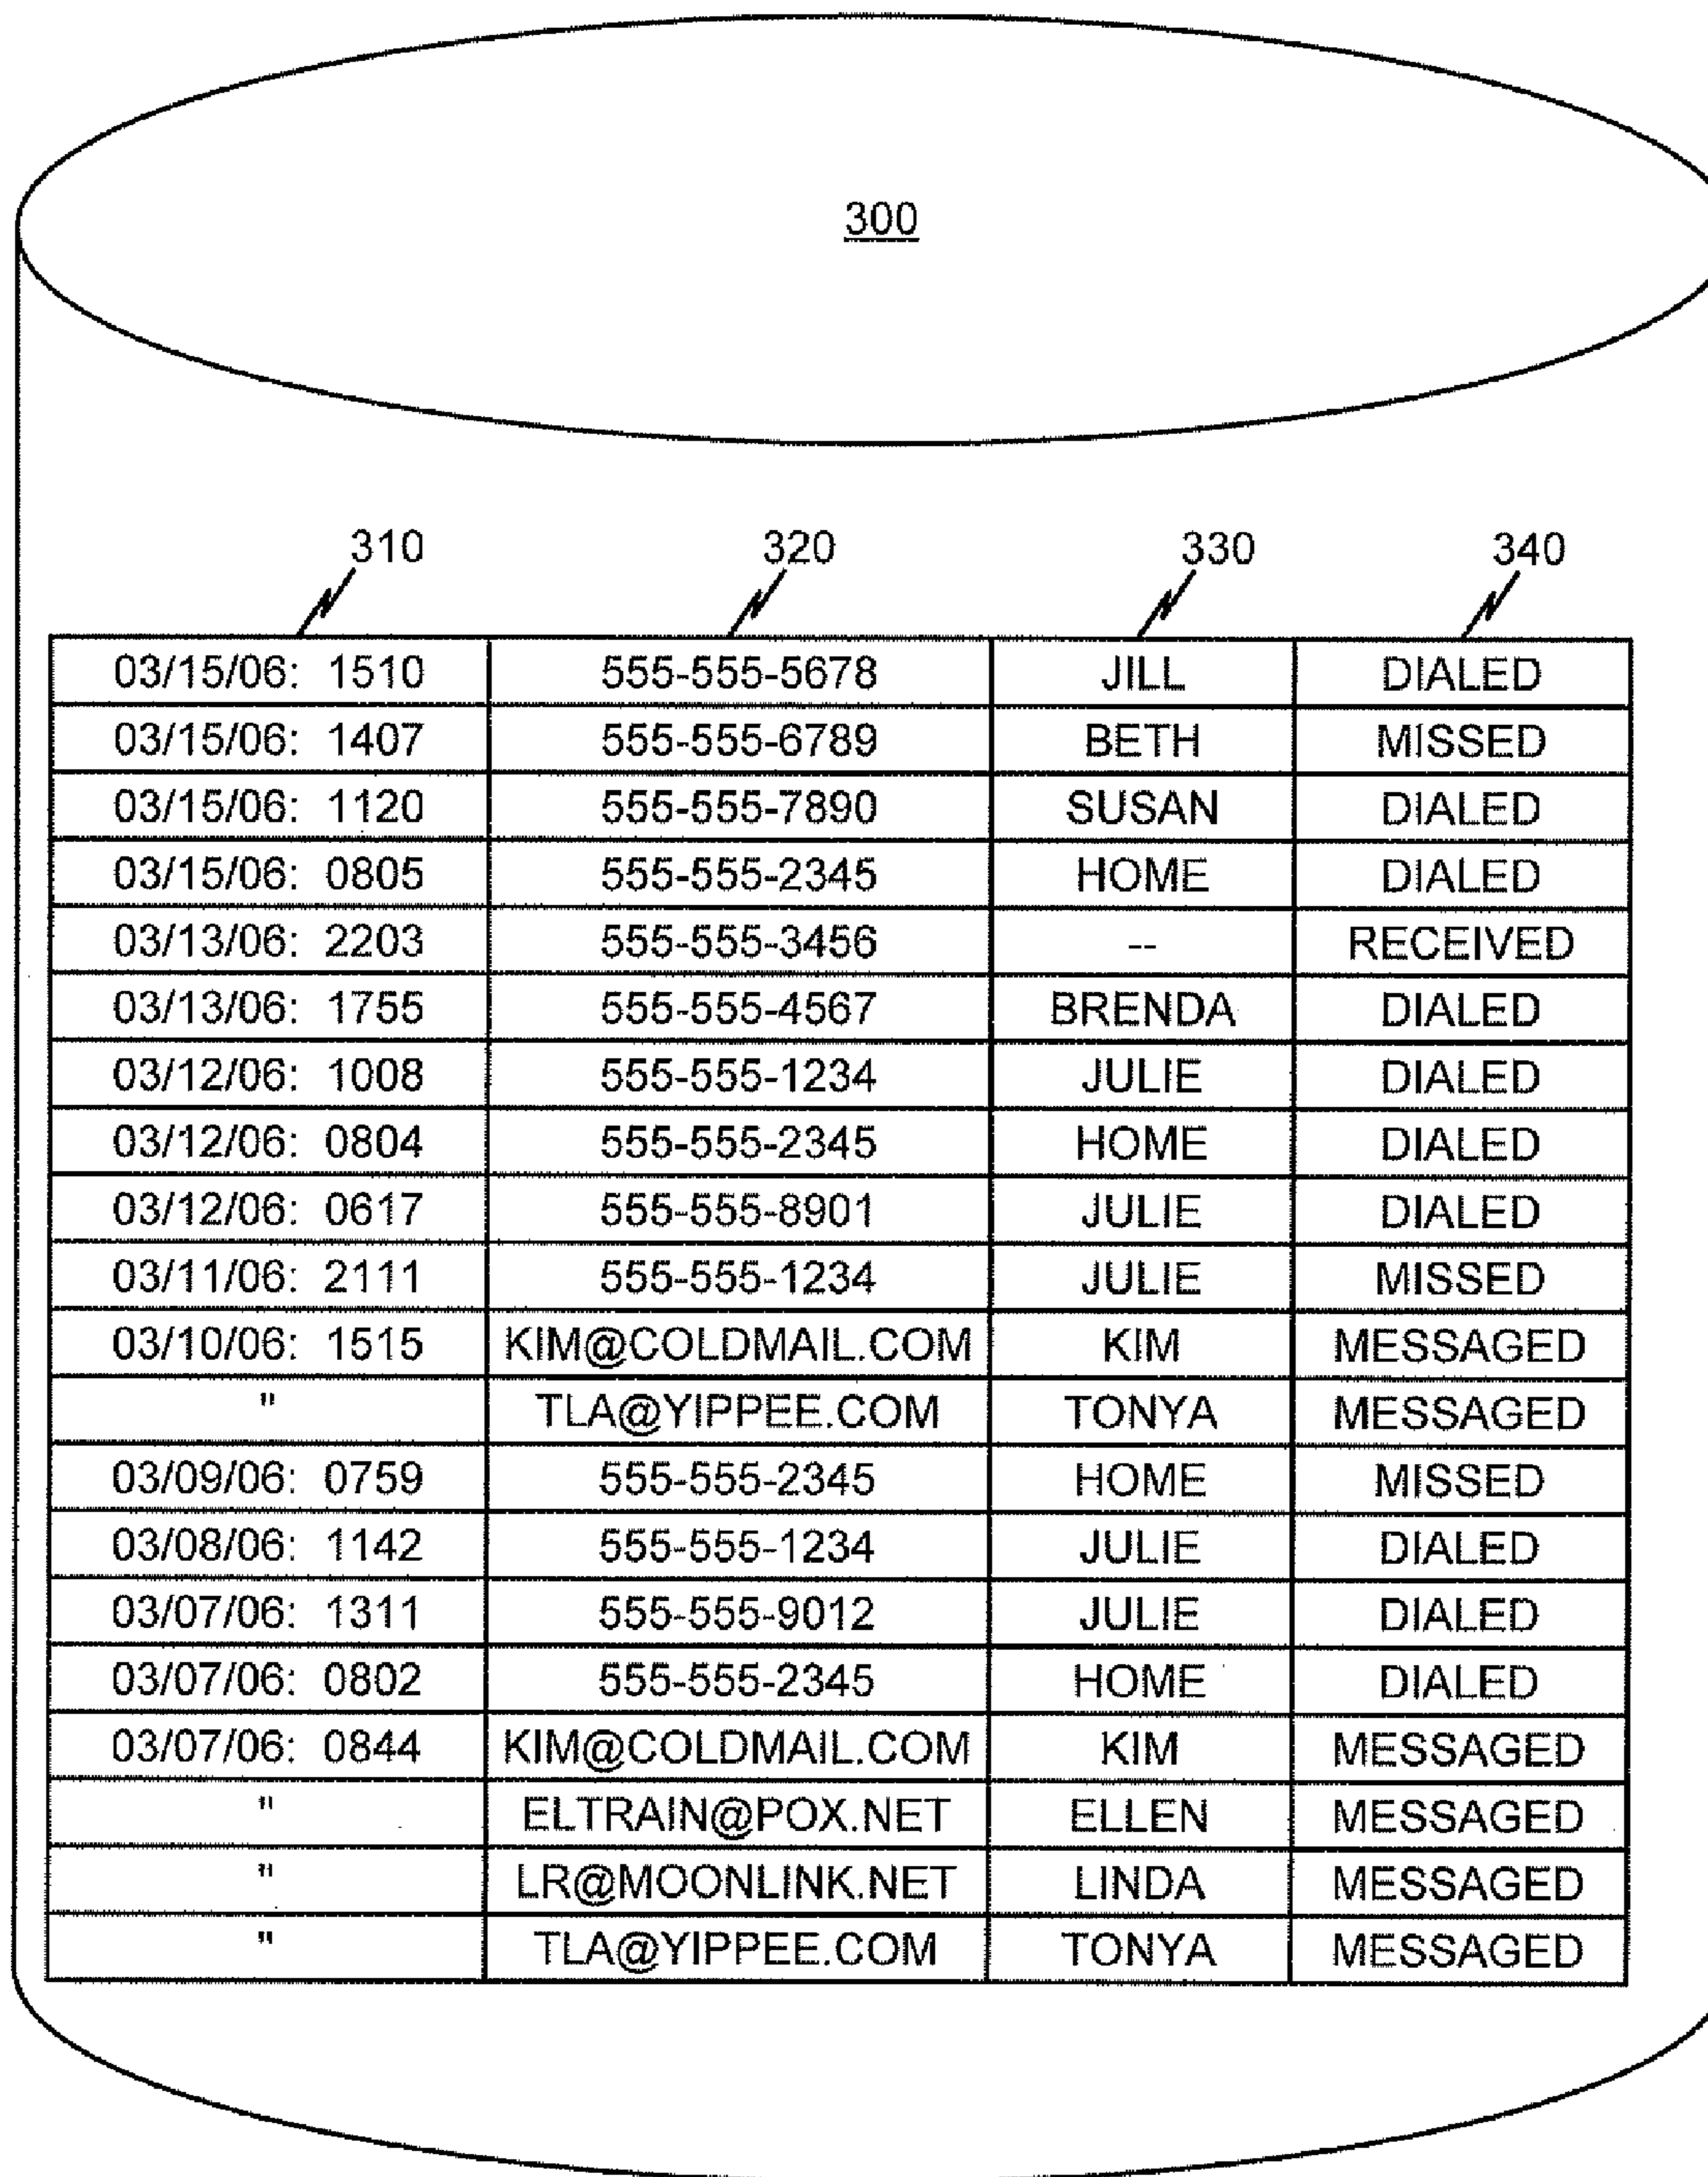 300
310 320 330 340
03/15/06: 1510 555-555-5678 JILL DIALED
03/15/06: 1407 555-555-6789 BETH MISSED
03/15/06: 1120 555-555-7890 SUSAN DIALED
03/15/06: 0805 555-555-2345 HOME DIALED
03/13/06: 2203 555-555-3456 -- RECEIVED
03/13/06: 1755 555-555-4567 BRENDA DIALED
03/12/06: 1008 555-555-1234 JULIE DIALED
03/12/06: 0804 555-555-2345 HOME DIALED
03/12/06: 0617 555-555-8901 JULIE DIALED
03/11/06: 2111 555-555-1234 JULIE MISSED
03/10/06: 1515 KIM@COLDMAIL.COM KIM MESSAGED
" TLA@YIPPEE.COM TONYA MESSAGED
03/09/06: 0759 555-555-2345 HOME MISSED
03/08/06: 1142 555-555-1234 JULIE DIALED
03/07/06: 1311 555-555-9012 JULIE DIALED
03/07/06: 0802 555-555-2345 HOME DIALED
03/07/06: 0844 KIM@COLDMAIL.COM KIM MESSAGED
" ELTRAIN@POX.NET ELLEN MESSAGED
" LR@MOONLINK.NET LINDA MESSAGED
" TLA@YIPPEE.COM TONYA MESSAGED